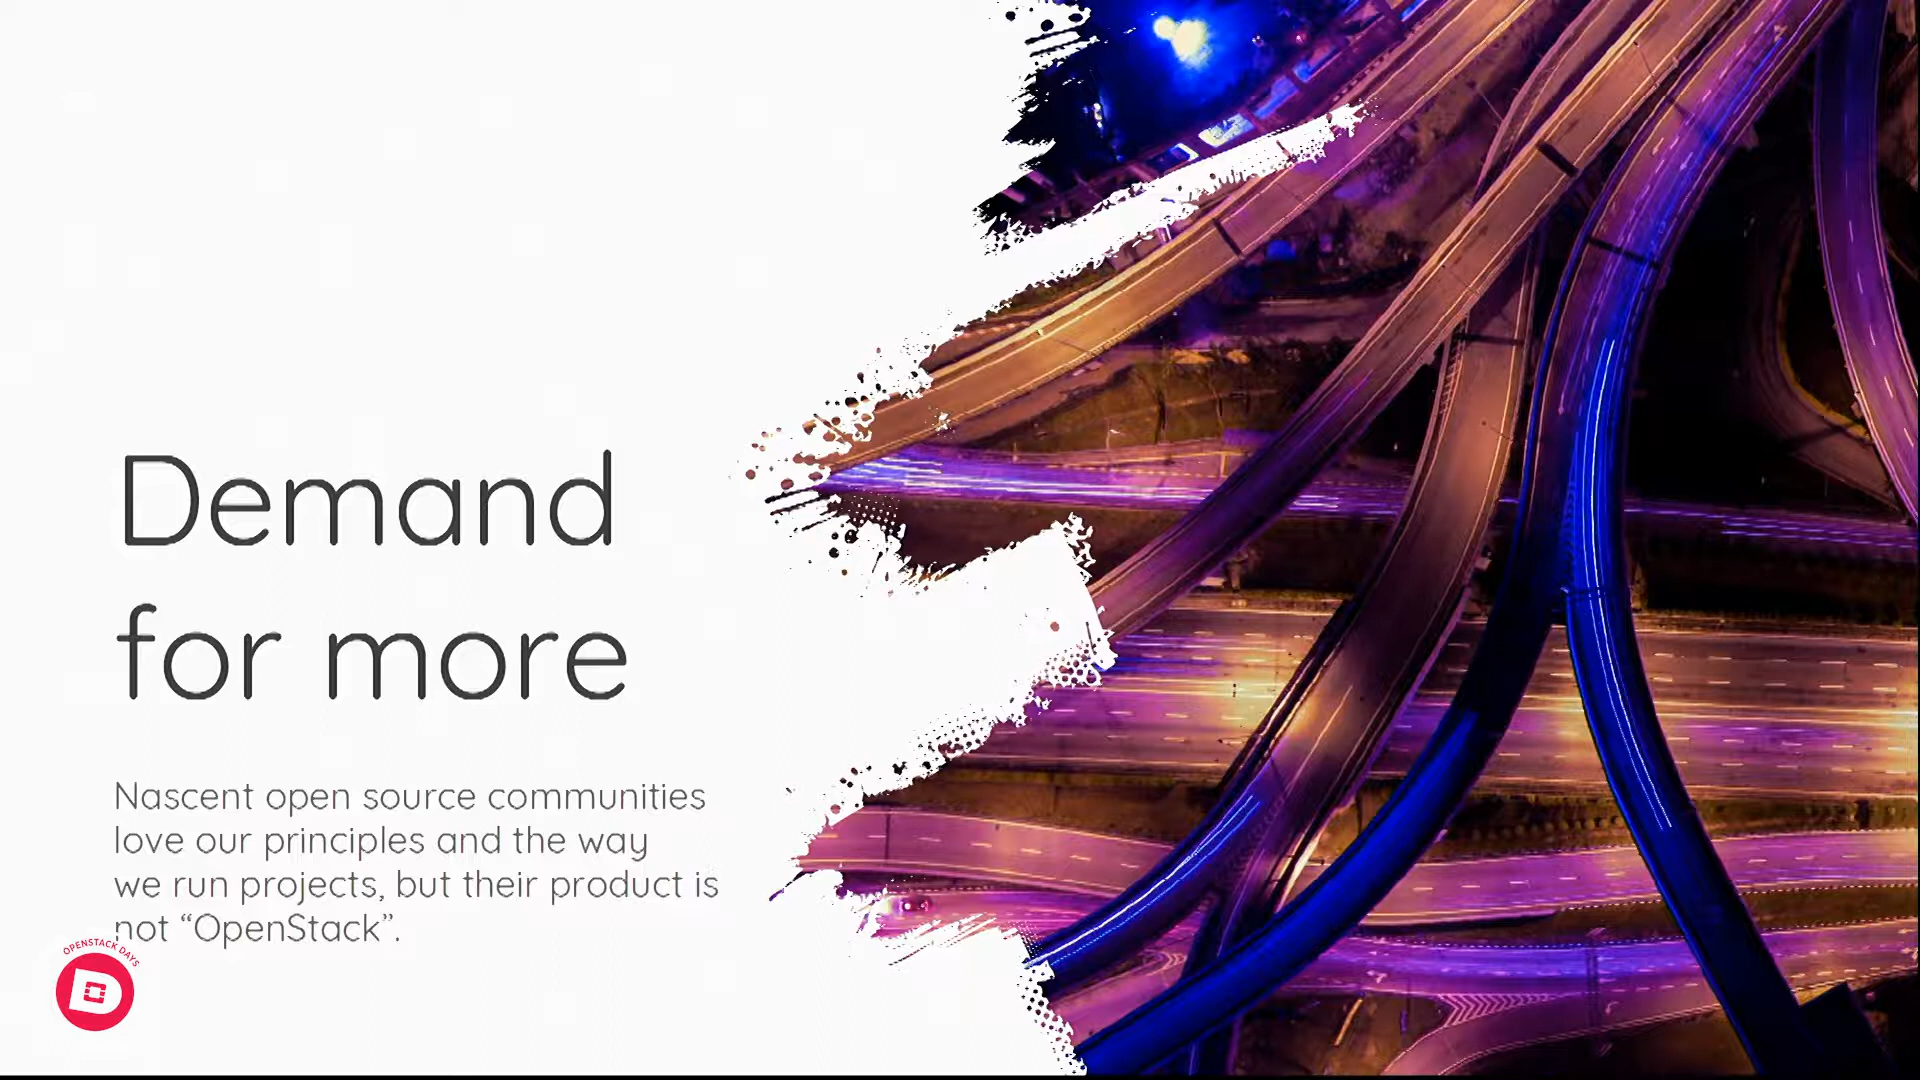 Demand
for more
Nascent open source communities
love our principles and the way
we run projects, but their product is
not “OpenStack”.
OPENSTACK DAYS